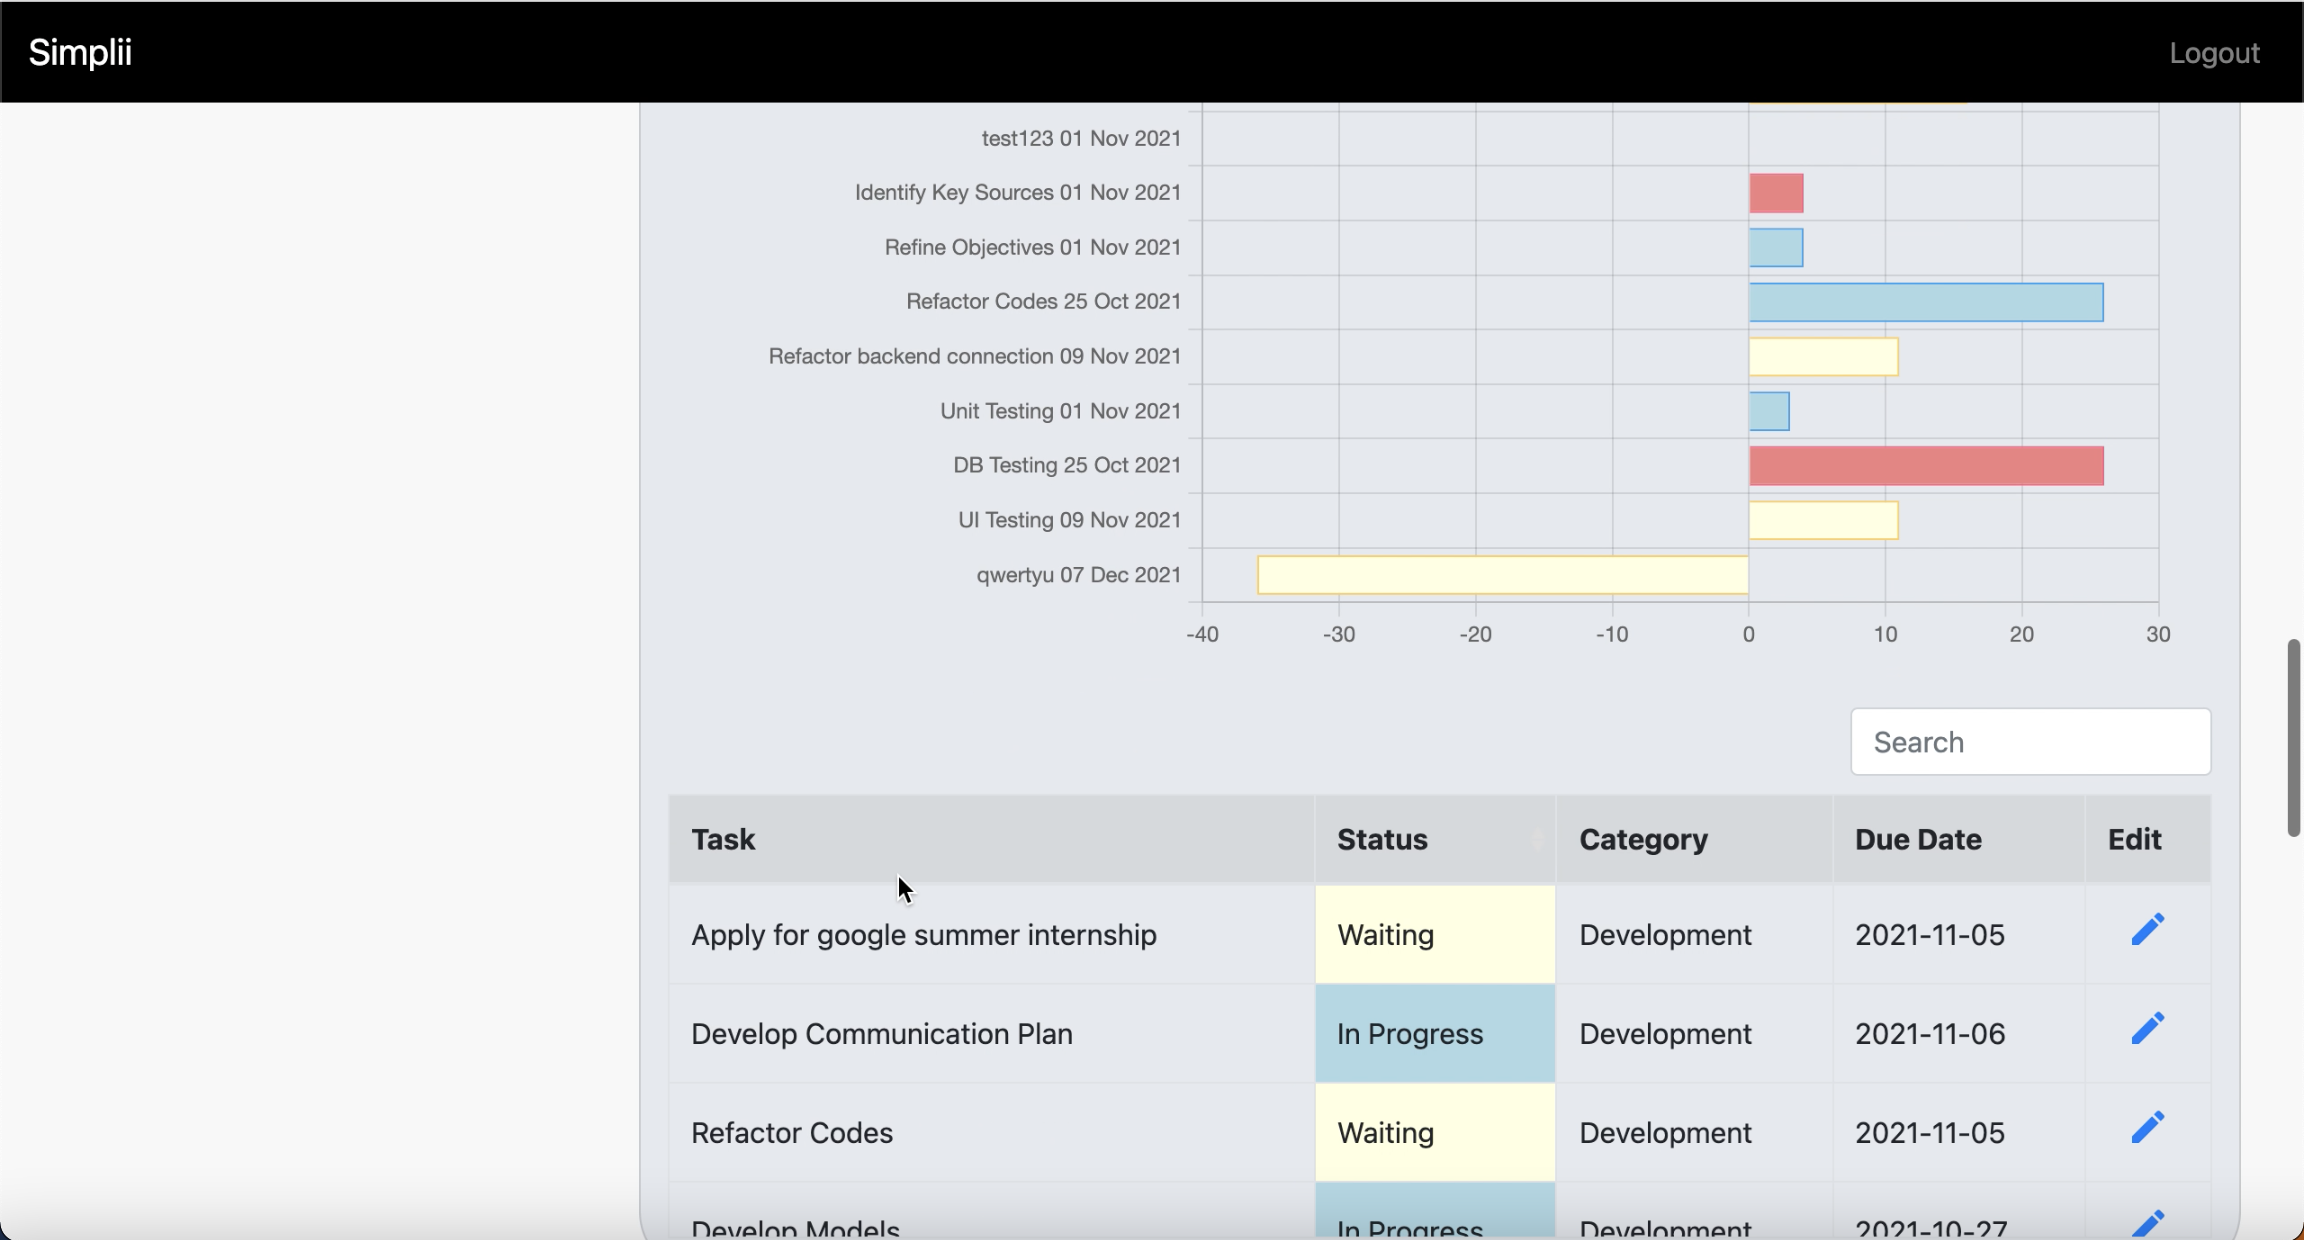 Simplii Logout
test123 01 Nov 2021
Identify Key Sources 01 Nov 2021
Refine Objectives 01 Nov 2021
Refactor Codes 25 Oct 2021
Refactor backend connection 09 Nov 2021
Unit Testing 01 Nov 2021
DB Testing 25 Oct 2021
UI Testing 09 Nov 2021
qwertyu 07 Dec 2021
-40 -30 -20 -10 0 10 20 30
Search
Task Status Category Due Date Edit
Apply for google summer internship Waiting Development 2021-11-05
Develop Communication Plan In Progress Development 2021-11-06
Refactor Codes Waiting Development 2021-11-05
Develop Models In Progress Development 2021-10-27